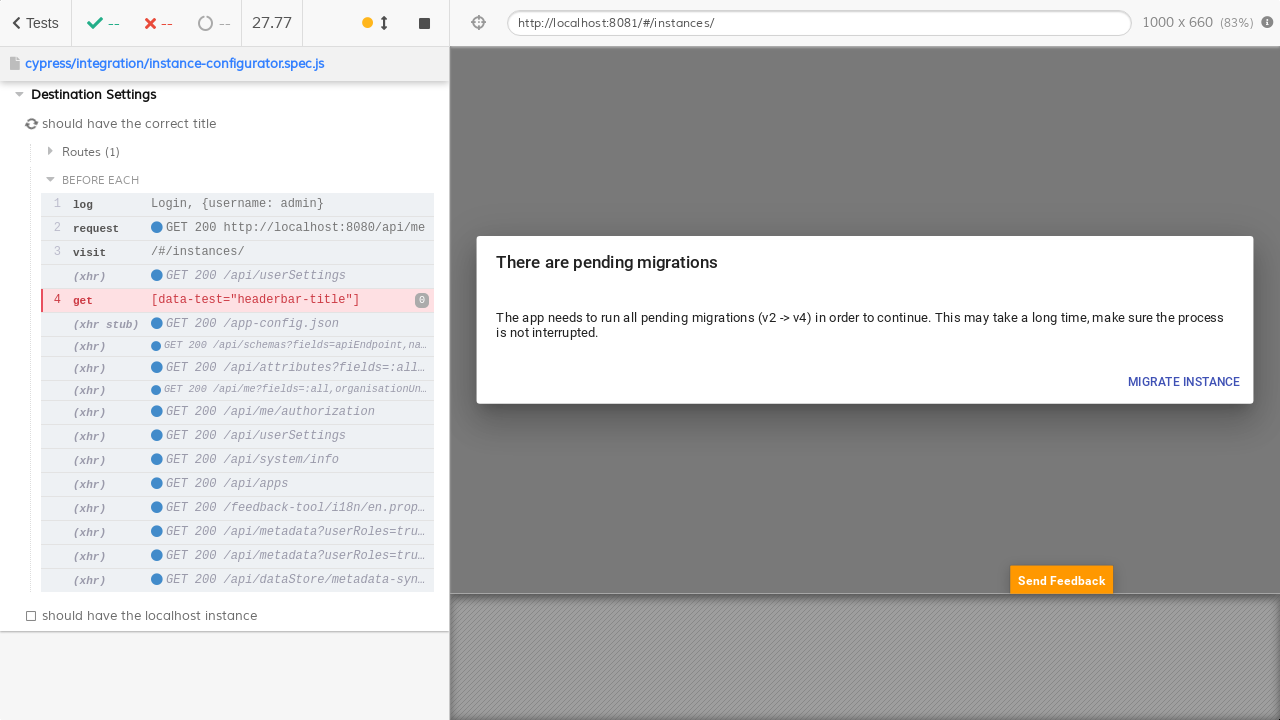 Tests
--
--
--
27.77
http://localhost:8081/#/instances/
1000 x 660 (83%)
cypress/integration/instance-configurator.spec.js
Destination Settings
should have the correct title
Routes (1)
BEFORE EACH
1 log Login, {username: admin}
2 request GET 200 http://localhost:8080/api/me
3 visit /#/instances/
(xhr) GET 200 /api/userSettings
4 get [data-test="headerbar-title"] 0
(xhr stub) GET 200 /app-config.json
(xhr) GET 200 /api/schemas?fields=apiEndpoint,na…
(xhr) GET 200 /api/attributes?fields=:all…
(xhr) GET 200 /api/me?fields=:all,organisationUn…
(xhr) GET 200 /api/me/authorization
(xhr) GET 200 /api/userSettings
(xhr) GET 200 /api/system/info
(xhr) GET 200 /api/apps
(xhr) GET 200 /feedback-tool/i18n/en.prop…
(xhr) GET 200 /api/metadata?userRoles=tru…
(xhr) GET 200 /api/metadata?userRoles=tru…
(xhr) GET 200 /api/dataStore/metadata-syn…
should have the localhost instance
There are pending migrations
The app needs to run all pending migrations (v2 -> v4) in order to continue. This may take a long time, make sure the process
is not interrupted.
MIGRATE INSTANCE
Send Feedback